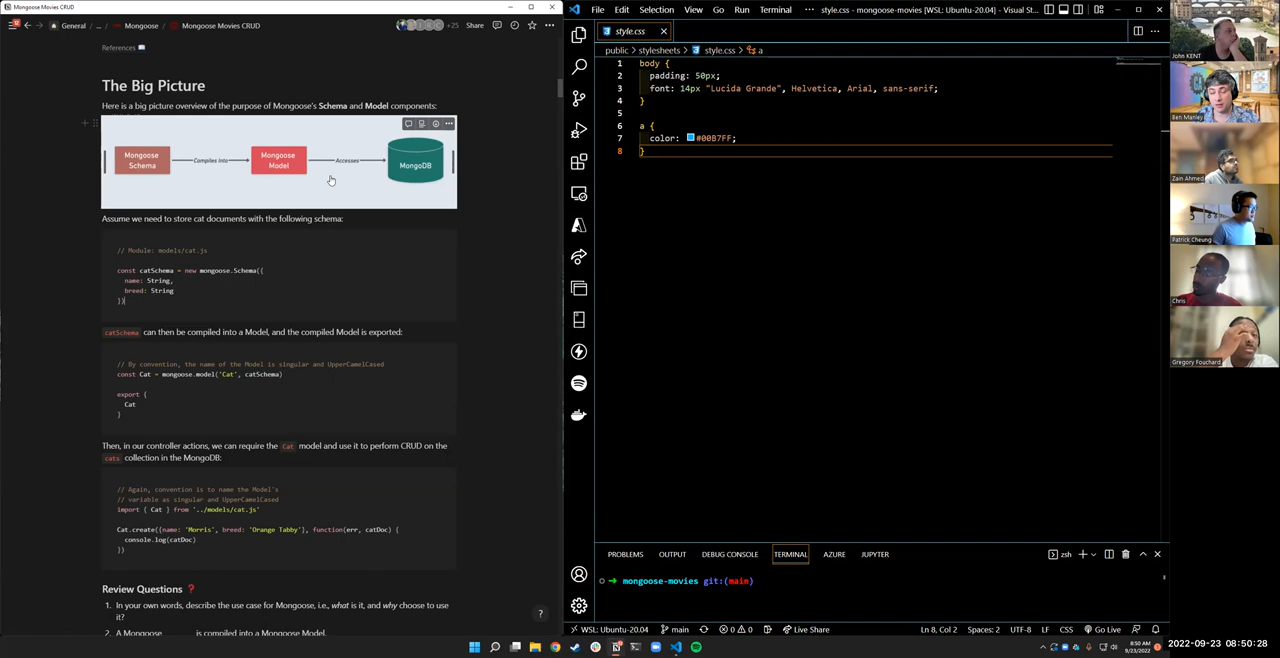 Mongoose Movies CRUD
General / ... / Mongoose / Mongoose Movies CRUD
+25 Share
References
The Big Picture
Here is a big picture overview of the purpose of Mongoose's Schema and Model components:
Mongoose Schema
Compiles Into
Mongoose Model
Accesses
MongoDB
Assume we need to store cat documents with the following schema:
// Module: models/cat.js
const catSchema = new mongoose.Schema({
name: String,
breed: String
})
catSchema can then be compiled into a Model, and the compiled Model is exported:
// By convention, the name of the Model is singular and UpperCamelCased
const Cat = mongoose.model('Cat', catSchema)
export {
Cat
}
Then, in our controller actions, we can require the Cat model and use it to perform CRUD on the
cats collection in the MongoDB:
// Again, convention is to name the Model's
// variable as singular and UpperCamelCased
import { Cat } from '../models/cat.js'
Cat.create({name: 'Morris', breed: 'Orange Tabby'}, function(err, catDoc) {
console.log(catDoc)
})
Review Questions ❓
1. In your own words, describe the use case for Mongoose, i.e., what is it, and why choose to use
it?
2. A Mongoose ______ is compiled into a Mongoose Model.
?
File Edit Selection View Go Run Terminal ··· style.css - mongoose-movies [WSL: Ubuntu-20.04] - Visual St...
style.css
public > stylesheets > style.css > a
1 body {
2 padding: 50px;
3 font: 14px "Lucida Grande", Helvetica, Arial, sans-serif;
4 }
5
6 a {
7 color: #00B7FF;
8 }
PROBLEMS OUTPUT DEBUG CONSOLE TERMINAL AZURE JUPYTER
zsh
mongoose-movies git:(main)
WSL: Ubuntu-20.04 main 0 0 Live Share
Ln 8, Col 2 Spaces: 2 UTF-8 LF CSS Go Live
8:50 AM
9/23/2022
John KENT
Ben Manley
Zain Ahmed
Patrick Cheung
Chris
Gregory Fouchard
2022-09-23 08:50:28